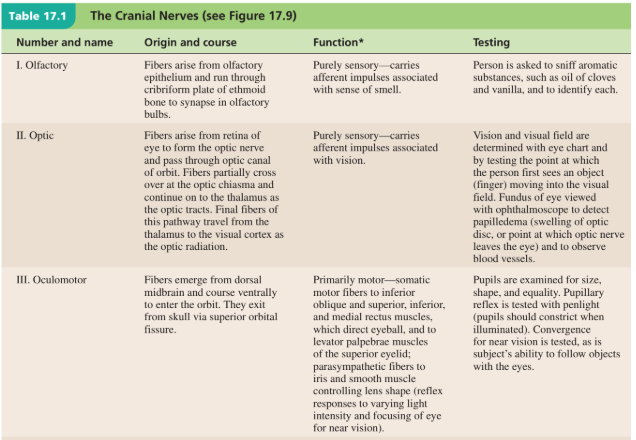 Table 17.1 The Cranial Nerves (see Figure 17.9)
Number and name Origin and course Function* Testing
I. Olfactory
Fibers arise from olfactory
epithelium and run through
cribriform plate of ethmoid
bone to synapse in olfactory
bulbs.
Purely sensory—carries
afferent impulses associated
with sense of smell.
Person is asked to sniff aromatic
substances, such as oil of cloves
and vanilla, and to identify each.
II. Optic
Fibers arise from retina of
eye to form the optic nerve
and pass through optic canal
of orbit. Fibers partially cross
over at the optic chiasma and
continue on to the thalamus as
the optic tracts. Final fibers of
this pathway travel from the
thalamus to the visual cortex as
the optic radiation.
Purely sensory—carries
afferent impulses associated
with vision.
Vision and visual field are
determined with eye chart and
by testing the point at which
the person first sees an object
(finger) moving into the visual
field. Fundus of eye viewed
with ophthalmoscope to detect
papilledema (swelling of optic
disc, or point at which optic nerve
leaves the eye) and to observe
blood vessels.
III. Oculomotor
Fibers emerge from dorsal
midbrain and course ventrally
to enter the orbit. They exit
from skull via superior orbital
fissure.
Primarily motor—somatic
motor fibers to inferior
oblique and superior, inferior,
and medial rectus muscles,
which direct eyeball, and to
levator palpebrae muscles
of the superior eyelid;
parasympathetic fibers to
iris and smooth muscle
controlling lens shape (reflex
responses to varying light
intensity and focusing of eye
for near vision).
Pupils are examined for size,
shape, and equality. Pupillary
reflex is tested with penlight
(pupils should constrict when
illuminated). Convergence
for near vision is tested, as is
subject's ability to follow objects
with the eyes.